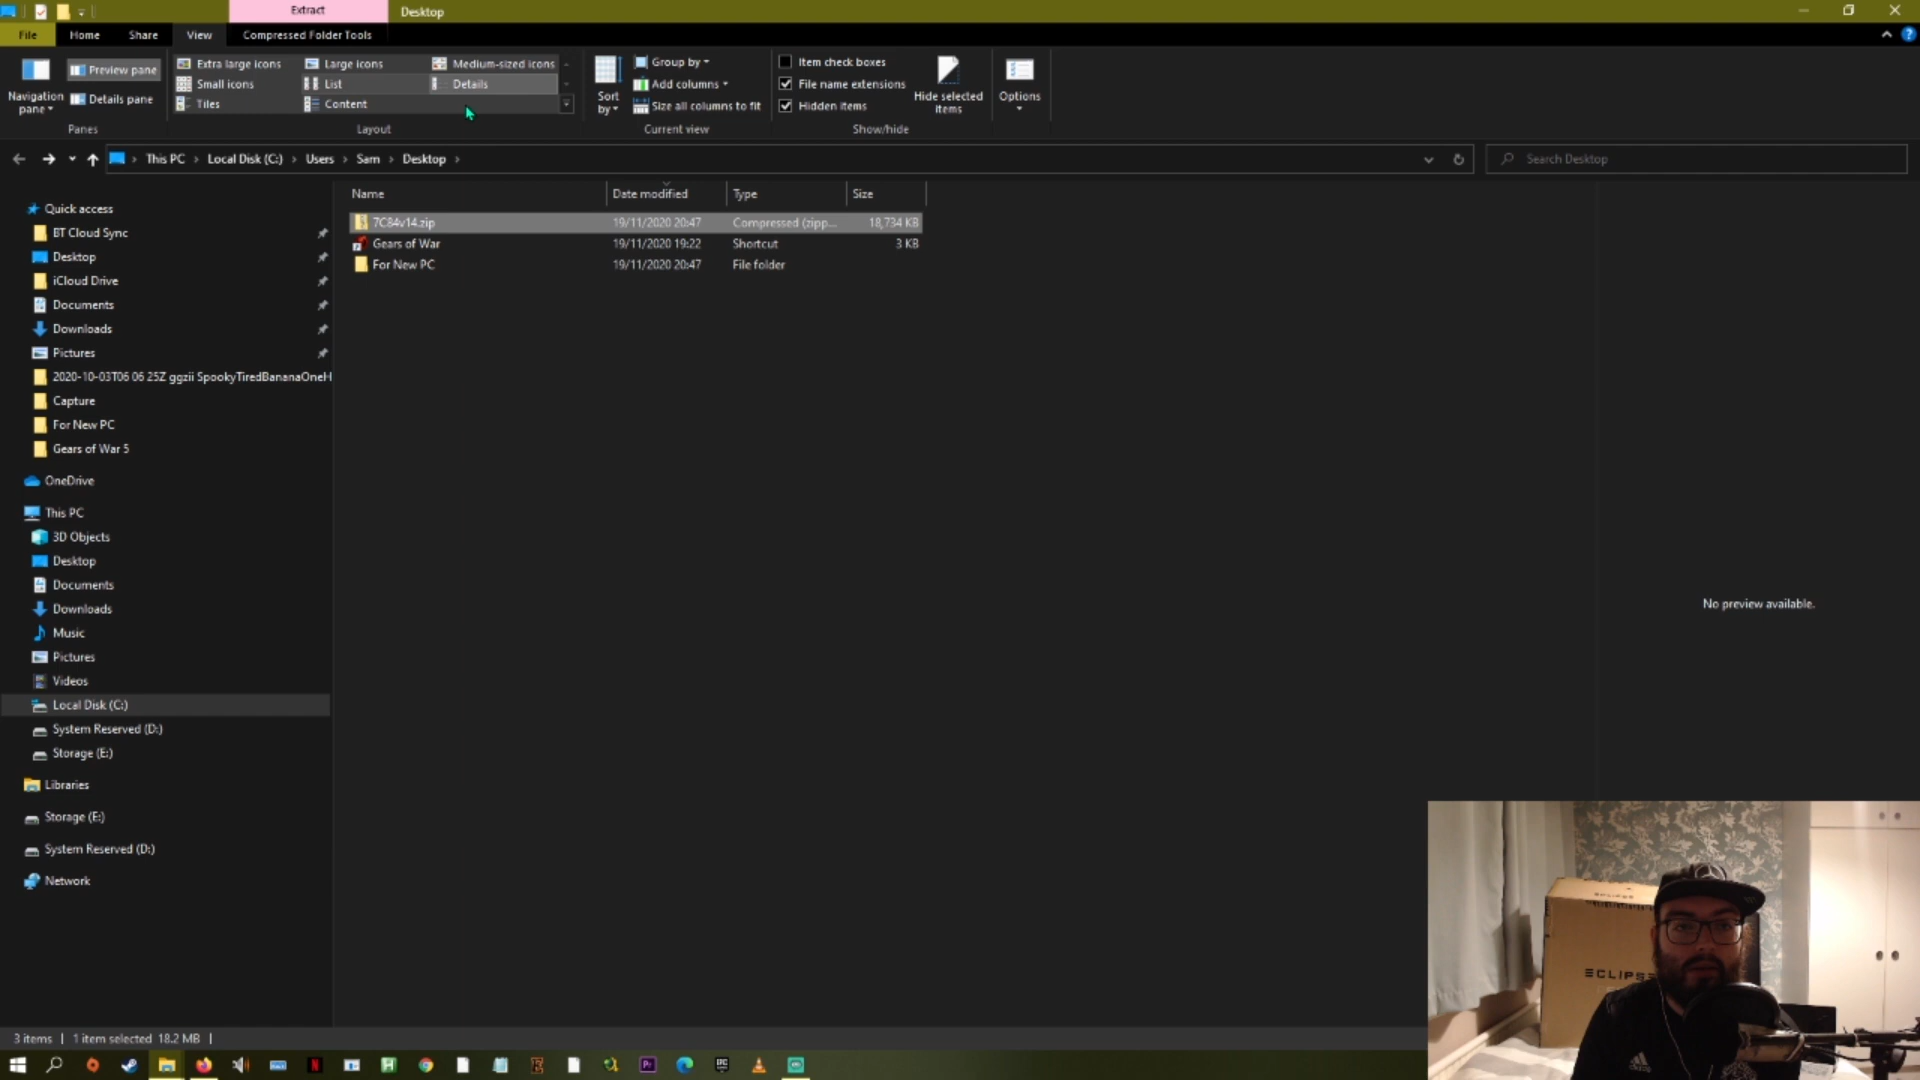 Extract
Desktop
File
Home
Share
View
Compressed Folder Tools
Navigation pane
Preview pane
Details pane
Panes
Extra large icons
Large icons
Medium-sized icons
Small icons
List
Details
Tiles
Content
Layout
Sort by
Group by
Add columns
Size all columns to fit
Current view
Item check boxes
File name extensions
Hidden items
Hide selected items
Show/hide
Options
This PC
Local Disk (C:)
Users
Sam
Desktop
Search Desktop
Name
Date modified
Type
Size
7C84v14.zip 19/11/2020 20:47 Compressed (zipp... 18,734 KB
Gears of War 19/11/2020 19:22 Shortcut 3 KB
For New PC 19/11/2020 20:47 File folder
Quick access
BT Cloud Sync
Desktop
iCloud Drive
Documents
Downloads
Pictures
2020-10-03T06 06 25Z ggzii SpookyTiredBananaOneH
Capture
For New PC
Gears of War 5
OneDrive
This PC
3D Objects
Desktop
Documents
Downloads
Music
Pictures
Videos
Local Disk (C:)
System Reserved (D:)
Storage (E:)
Libraries
Storage (E:)
System Reserved (D:)
Network
No preview available.
3 items
1 item selected 18.2 MB